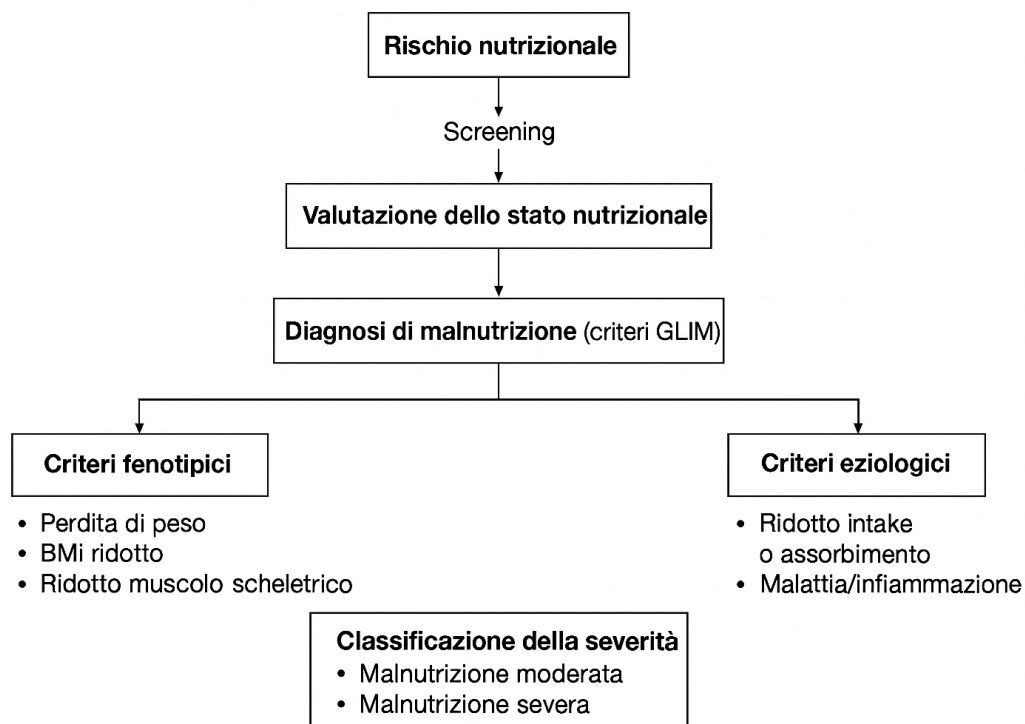 Rischio nutrizionale
Screening
Valutazione dello stato nutrizionale
Diagnosi di malnutrizione (criteri GLIM)
Criteri fenotipici
• Perdita di peso
• BMi ridotto
• Ridotto muscolo scheletrico
Criteri eziologici
• Ridotto intake
o assorbimento
• Malattia/infiammazione
Classificazione della severità
• Malnutrizione moderata
• Malnutrizione severa